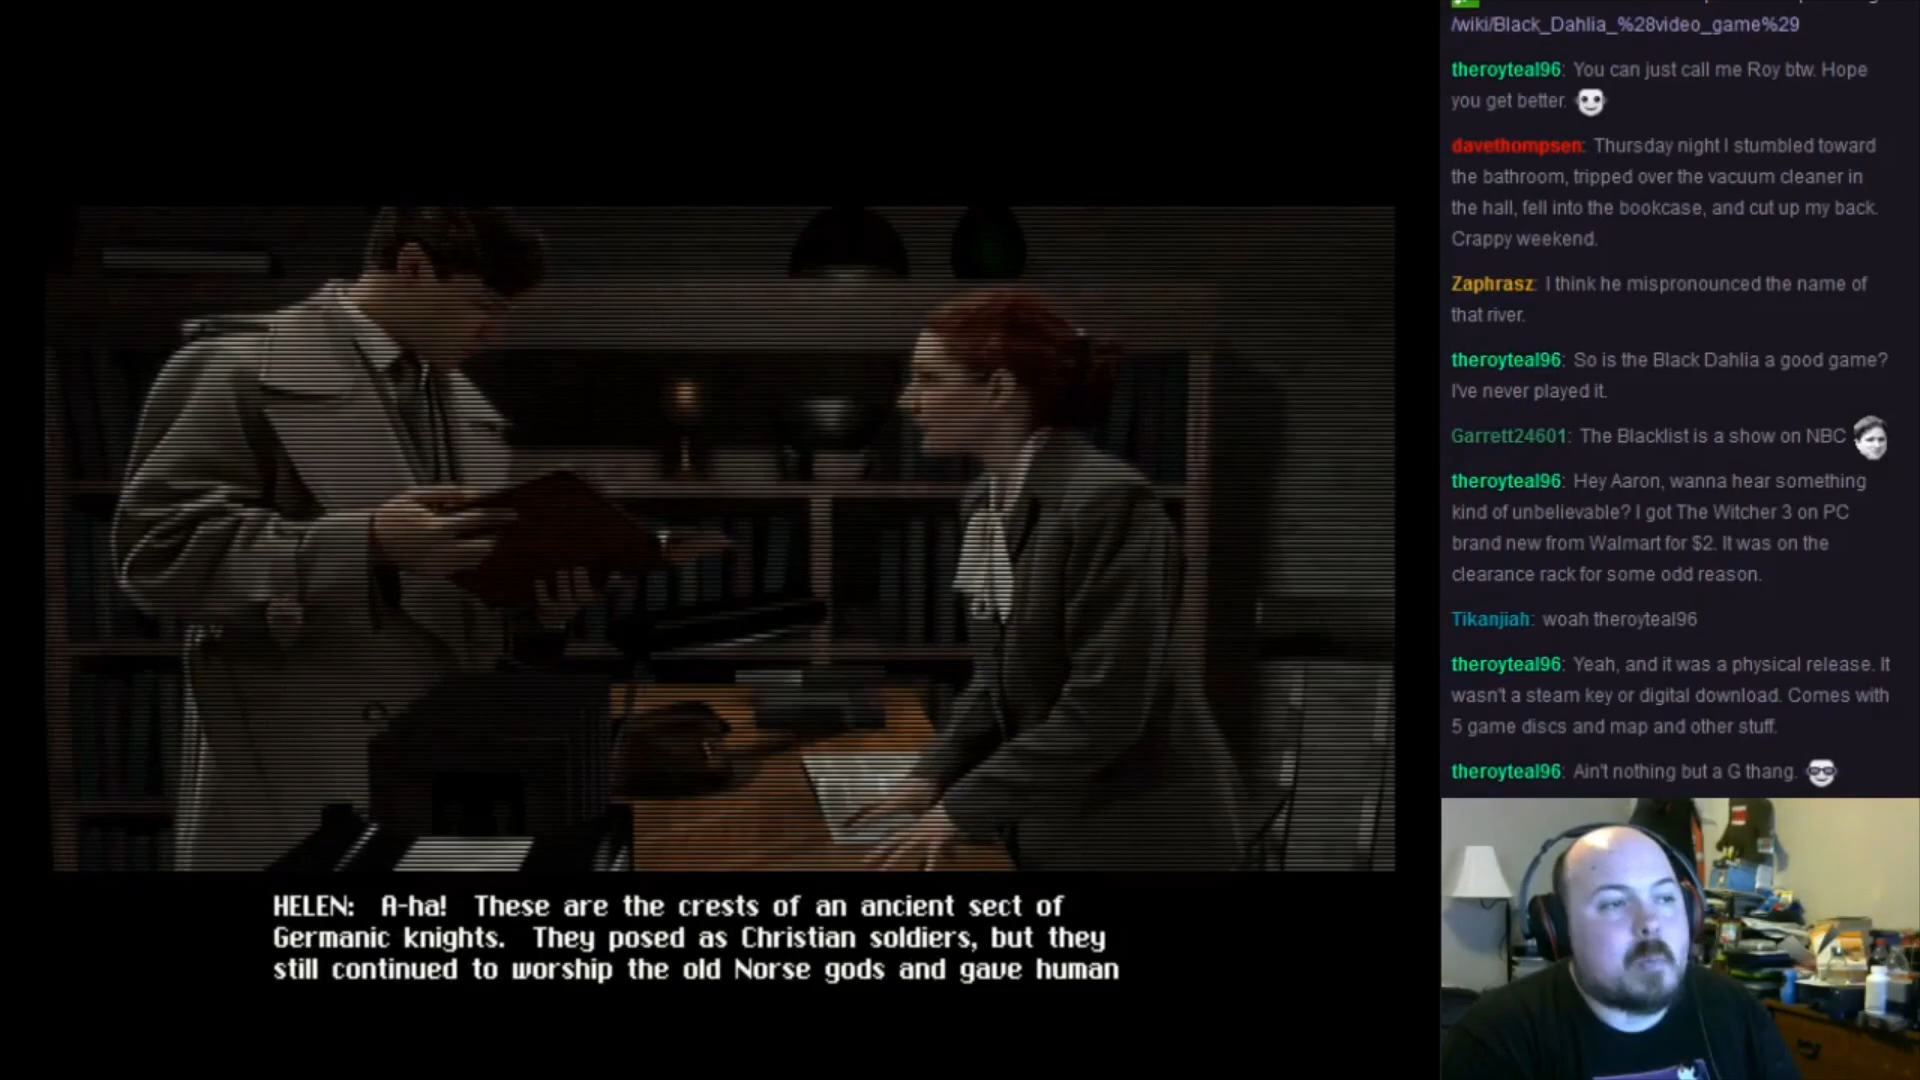 /wiki/Black_Dahlia_%28video_game%29
theroyteal96: You can just call me Roy btw. Hope
you get better.
davethompsen: Thursday night I stumbled toward
the bathroom, tripped over the vacuum cleaner in
the hall, fell into the bookcase, and cut up my back.
Crappy weekend.
Zaphrasz: I think he mispronounced the name of
that river.
theroyteal96: So is the Black Dahlia a good game?
I've never played it.
Garrett24601: The Blacklist is a show on NBC
theroyteal96: Hey Aaron, wanna hear something
kind of unbelievable? I got The Witcher 3 on PC
brand new from Walmart for $2. It was on the
clearance rack for some odd reason.
Tikanjiah: woah theroyteal96
theroyteal96: Yeah, and it was a physical release. It
wasn't a steam key or digital download. Comes with
5 game discs and map and other stuff.
theroyteal96: Ain't nothing but a G thang.
HELEN: A-ha! These are the crests of an ancient sect of
Germanic knights. They posed as Christian soldiers, but they
still continued to worship the old Norse gods and gave human